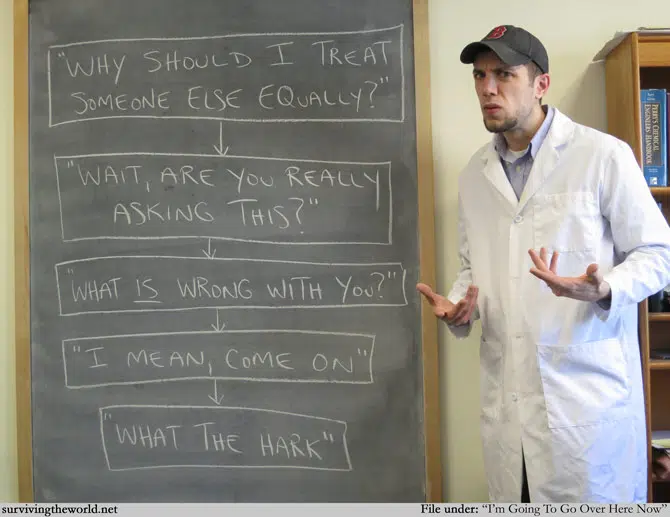 "WHY SHOULD I TREAT
SOMEONE ELSE EQUALLY?"
"WAIT, ARE YOU REALLY
ASKING THIS?"
"WHAT IS WRONG WITH YOU?"
"I MEAN, COME ON"
"WHAT THE HARK"
B
PERRY'S CHEMICAL
ENGINEERS' HANDBOOK
survivingtheworld.net
File under: "I'm Going To Go Over Here Now"